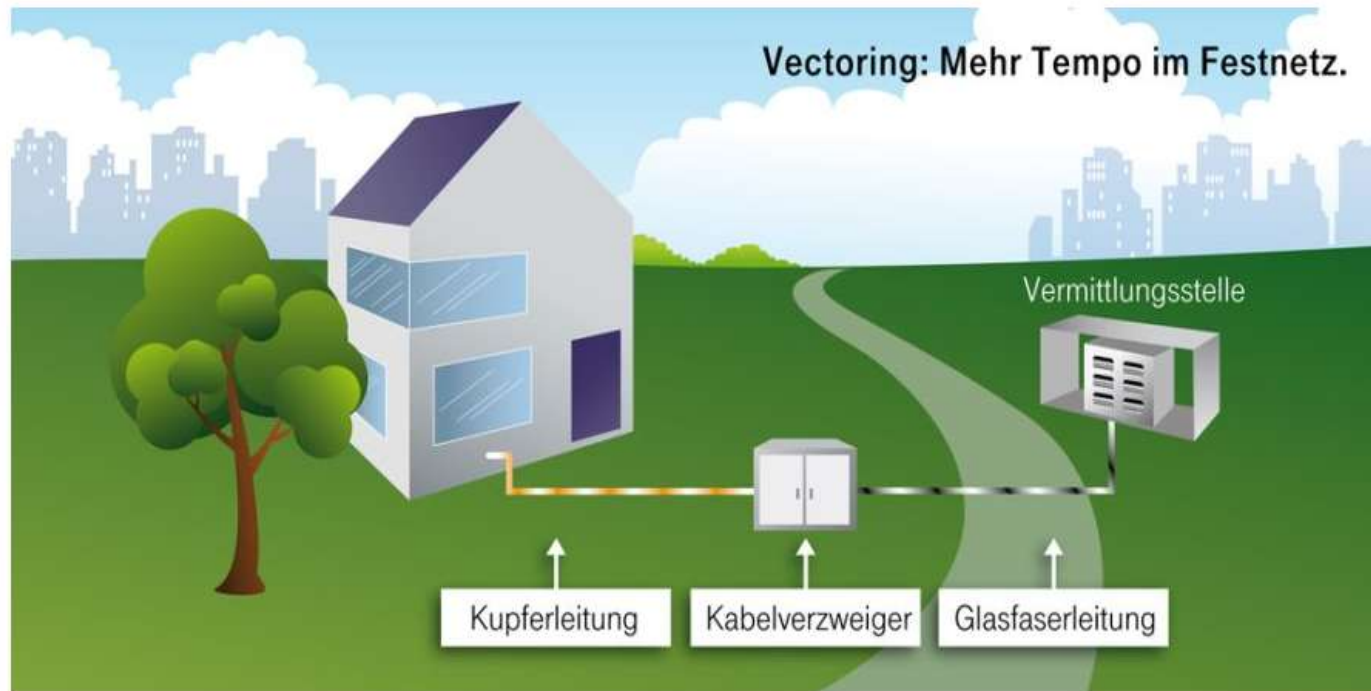 Vectoring: Mehr Tempo im Festnetz.
Vermittlungsstelle
Kupferleitung
Kabelverzweiger
Glasfaserleitung